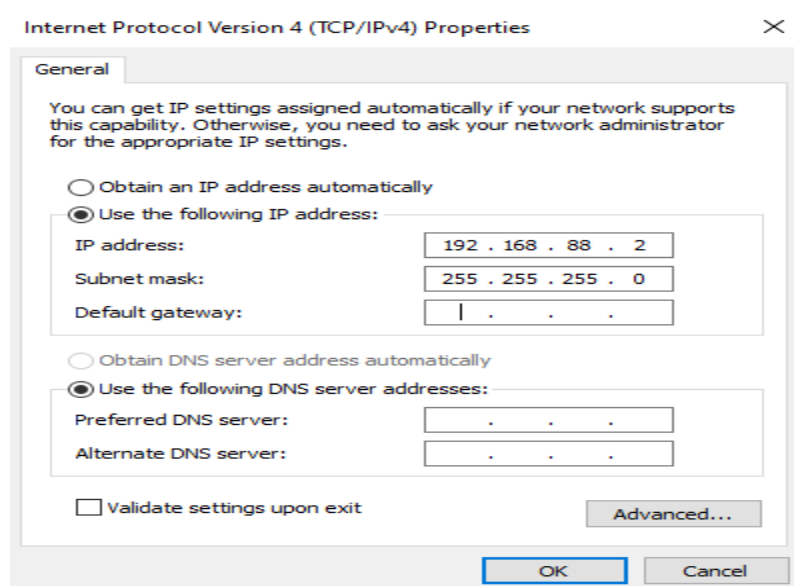 Internet Protocol Version 4 (TCP/IPv4) Properties
General
You can get IP settings assigned automatically if your network supports
this capability. Otherwise, you need to ask your network administrator
for the appropriate IP settings.
Obtain an IP address automatically
Use the following IP address:
IP address: 192 . 168 . 88 . 2
Subnet mask: 255 . 255 . 255 . 0
Default gateway: . . .
Obtain DNS server address automatically
Use the following DNS server addresses:
Preferred DNS server: . . .
Alternate DNS server: . . .
Validate settings upon exit
Advanced...
OK Cancel